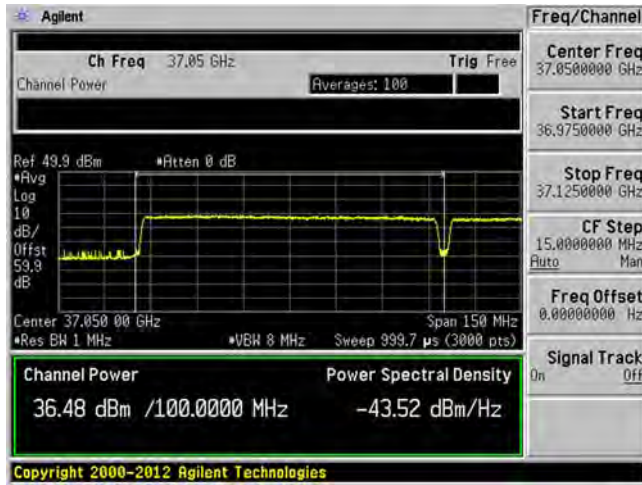 Agilent
Freq/Channel
Ch Freq 37.05 GHz Trig Free
Channel Power Averages: 100
Center Freq
37.0500000 GHz
Start Freq
36.9750000 GHz
Stop Freq
37.1250000 GHz
CF Step
15.0000000 MHz
Auto Man
Freq Offset
0.00000000 Hz
Signal Track
On Off
Ref 49.9 dBm #Atten 0 dB
#Avg
Log
10
dB/
Offst
59.9
dB
Center 37.050 00 GHz Span 150 MHz
#Res BW 1 MHz #VBW 8 MHz Sweep 999.7 µs (3000 pts)
Channel Power Power Spectral Density
36.48 dBm /100.0000 MHz -43.52 dBm/Hz
Copyright 2000-2012 Agilent Technologies